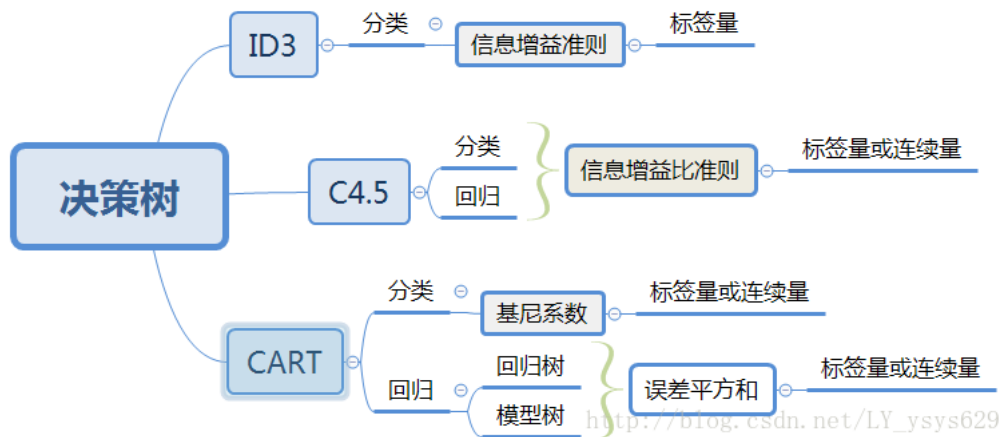 决策树
ID3
分类
信息增益准则
标签量
C4.5
分类
回归
信息增益比准则
标签量或连续量
CART
分类
基尼系数
标签量或连续量
回归
回归树
模型树
误差平方和
标签量或连续量
http://blog.csdn.net/LY_ysys629